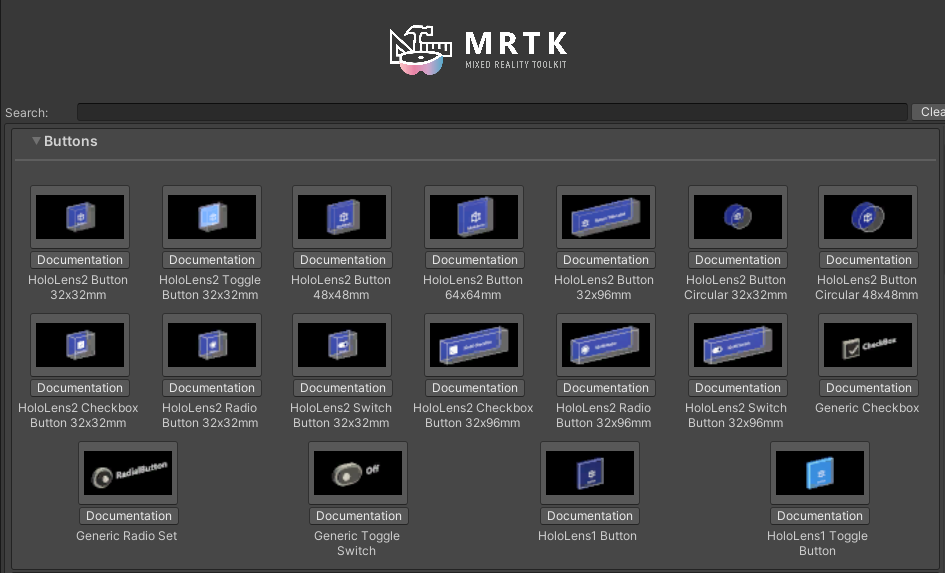 MRTK
MIXED REALITY TOOLKIT
Search: Clea
Buttons
Documentation Documentation Documentation Documentation Documentation Documentation Documentation
HoloLens2 Button HoloLens2 Toggle HoloLens2 Button HoloLens2 Button HoloLens2 Button HoloLens2 Button HoloLens2 Button
32x32mm Button 32x32mm 48x48mm 64x64mm 32x96mm Circular 32x32mm Circular 48x48mm
CheckBox
Documentation Documentation Documentation Documentation Documentation Documentation Documentation
HoloLens2 Checkbox HoloLens2 Radio HoloLens2 Switch HoloLens2 Checkbox HoloLens2 Radio HoloLens2 Switch Generic Checkbox
Button 32x32mm Button 32x32mm Button 32x32mm Button 32x96mm Button 32x96mm Button 32x96mm
RadialButton Off
Documentation Documentation Documentation Documentation
Generic Radio Set Generic Toggle HoloLens1 Button HoloLens1 Toggle
Switch Button